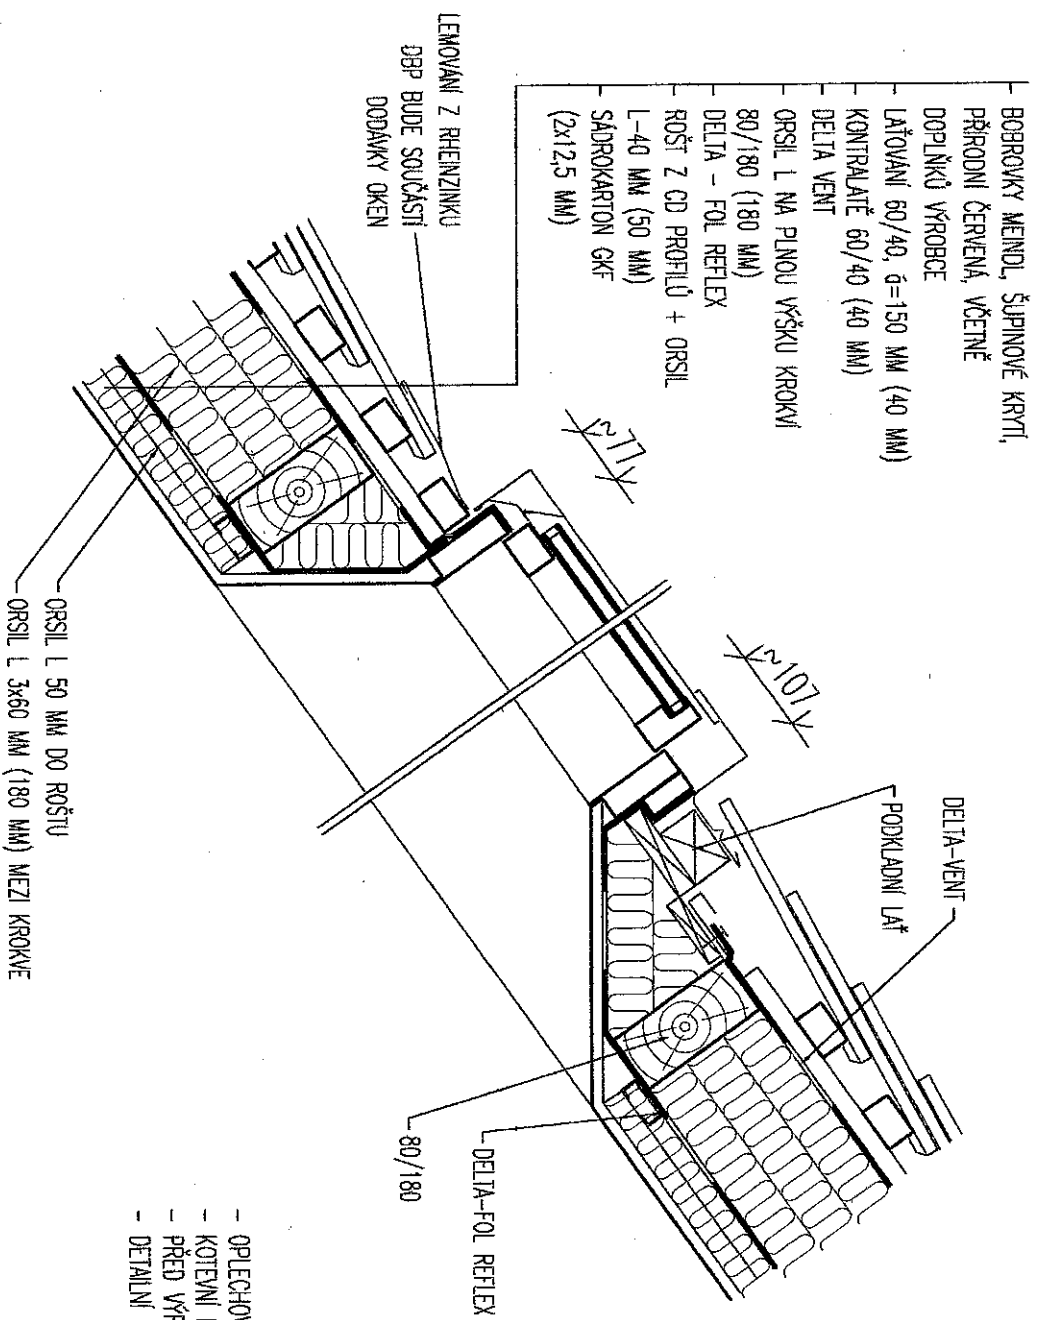 BOBROVKY MEINDL, ŠUPINOVÉ KRYTÍ,
PŘÍRODNÍ ČERVENÁ, VČETNĚ
DOPLŇKŮ VÝROBCE
LAŤOVÁNÍ 60/40, á=150 MM (40 MM)
KONTRALATĚ 60/40 (40 MM)
DELTA VENT
ORSIL L NA PLNOU VÝŠKU KROKVÍ
80/180 (180 MM)
DELTA - FOL REFLEX
ROŠT Z CD PROFILŮ + ORSIL
L-40 MM (50 MM)
SÁDROKARTON GKF
(2x12,5 MM)
LEMOVÁNÍ Z RHEINZINKU
DBP BUDE SOUČÁSTÍ
DODÁVKY OKEN
~77
~107
DELTA-VENT
PODKLADNÍ LAŤ
DELTA-FOL REFLEX
80/180
ORSIL L 50 MM DO ROŠTU
ORSIL L 3x60 MM (180 MM) MEZI KROKVE
- OPLECHOV
- KOTEVNÍ
- PŘED VÝR
- DETAILNÍ